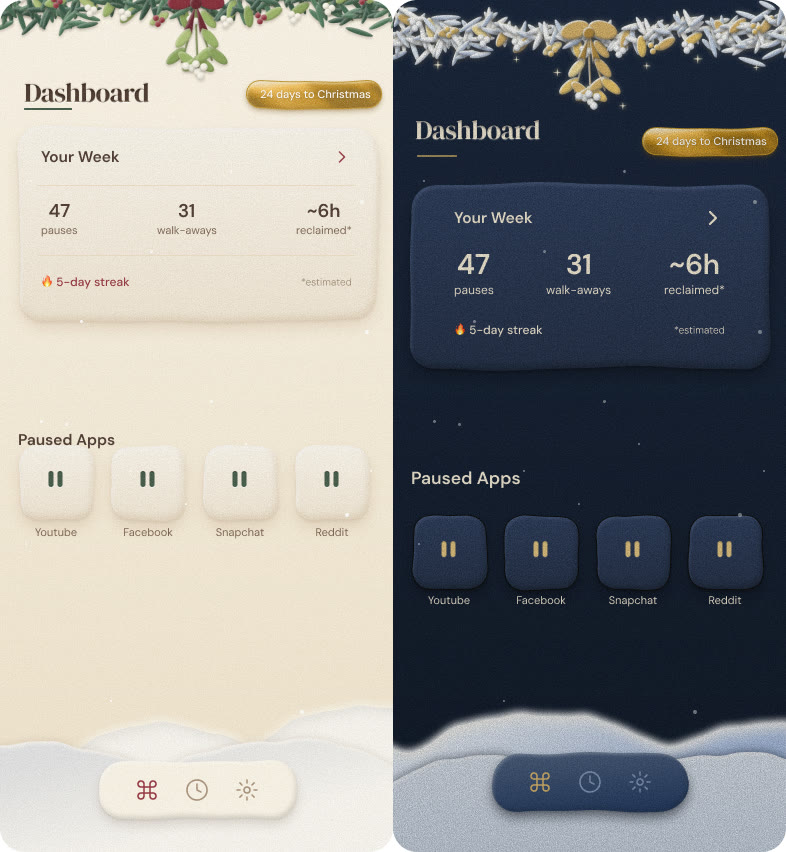 Dashboard
24 days to Christmas
Your Week
47 31 ~6h
pauses walk-aways reclaimed*
🔥 5-day streak *estimated
Paused Apps
Youtube Facebook Snapchat Reddit
Dashboard
24 days to Christmas
Your Week
47 31 ~6h
pauses walk-aways reclaimed*
🔥 5-day streak *estimated
Paused Apps
Youtube Facebook Snapchat Reddit